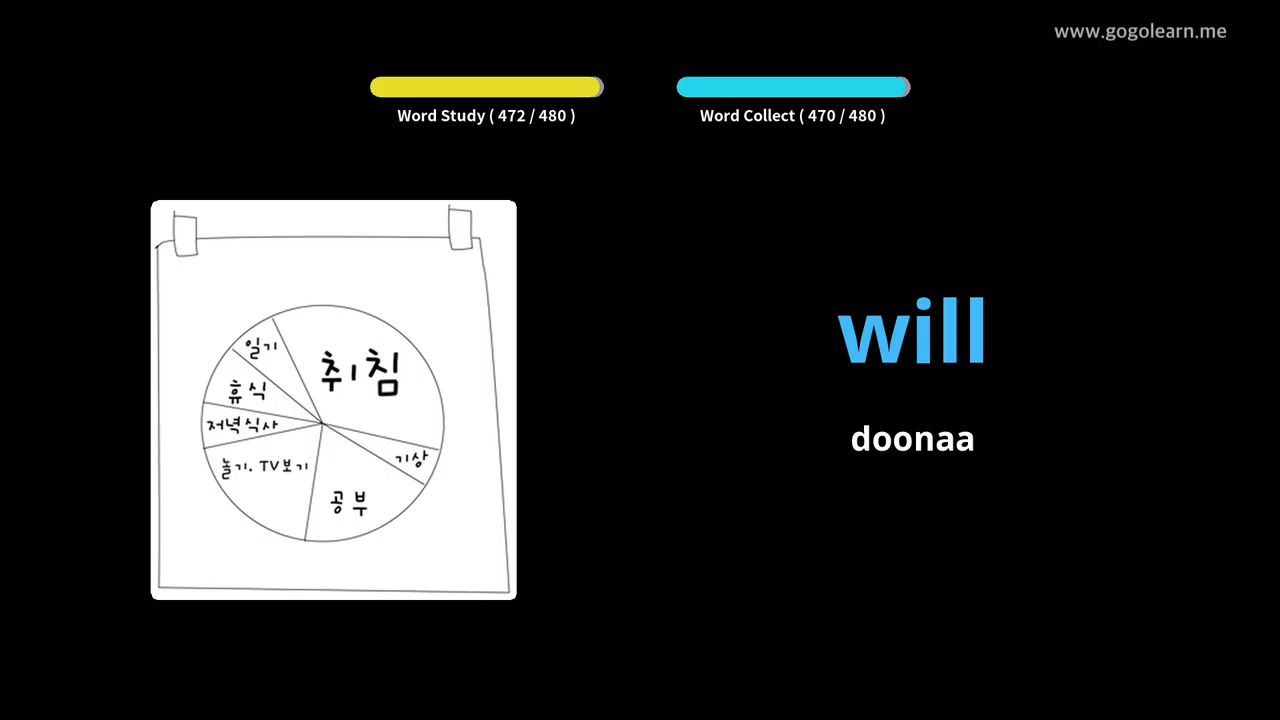 www.gogolearn.me
Word Study ( 472 / 480 )
Word Collect ( 470 / 480 )
일기
취침
휴식
저녁식사
놀기. TV보기
기상
공부
will
doonaa